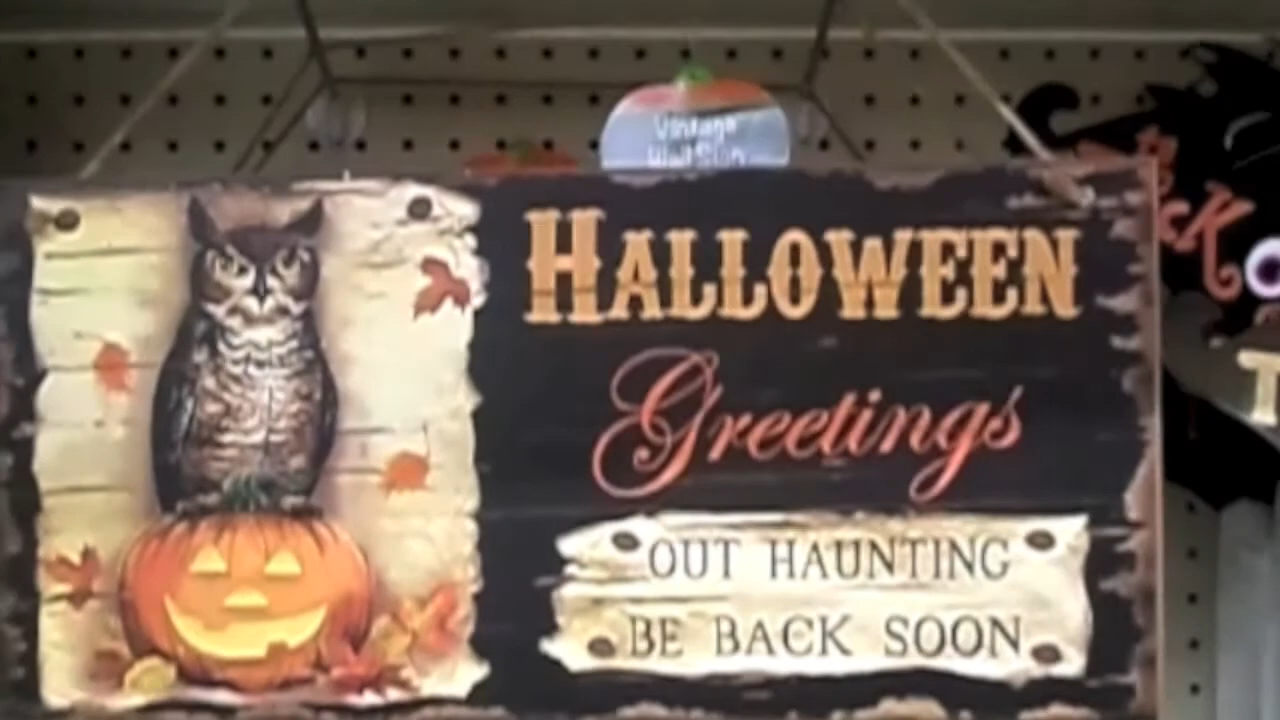 Vintage
Wall Sign
HALLOWEEN
Greetings
OUT HAUNTING
BE BACK SOON